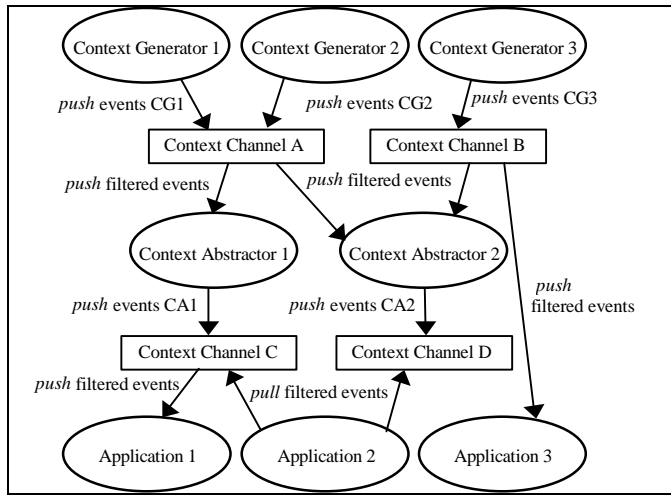 Context Generator 1
Context Generator 2
Context Generator 3
push events CG1
push events CG2
push events CG3
Context Channel A
Context Channel B
push filtered events
push filtered events
Context Abstractor 1
Context Abstractor 2
push
filtered events
push events CA1
push events CA2
Context Channel C
Context Channel D
push filtered events
pull filtered events
Application 1
Application 2
Application 3